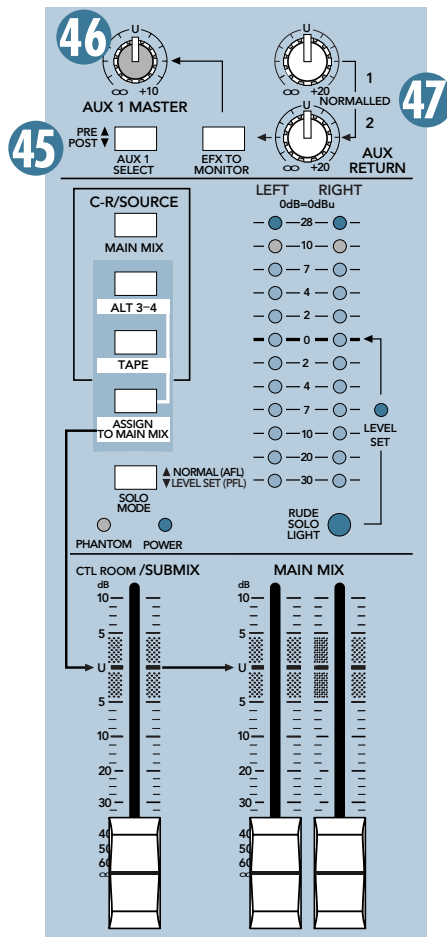 46
U
∞ +10
AUX 1 MASTER
U
∞ +20
1
NORMALLED
2
47
U
∞ +20
AUX
RETURN
45
PRE ▲
POST ▼
AUX 1
SELECT
EFX TO
MONITOR
C-R/SOURCE
MAIN MIX
ALT 3–4
TAPE
ASSIGN
TO MAIN MIX
LEFT RIGHT
0dB=0dBu
28
10
7
4
2
0
2
4
7
10
20
30
LEVEL
SET
SOLO
MODE
▲ NORMAL (AFL)
▼ LEVEL SET (PFL)
RUDE
SOLO
LIGHT
PHANTOM POWER
CTL ROOM /SUBMIX
dB
10
5
U
5
10
20
30
40
50
60
∞
MAIN MIX
dB
10
5
U
5
10
20
30
40
50
60
∞